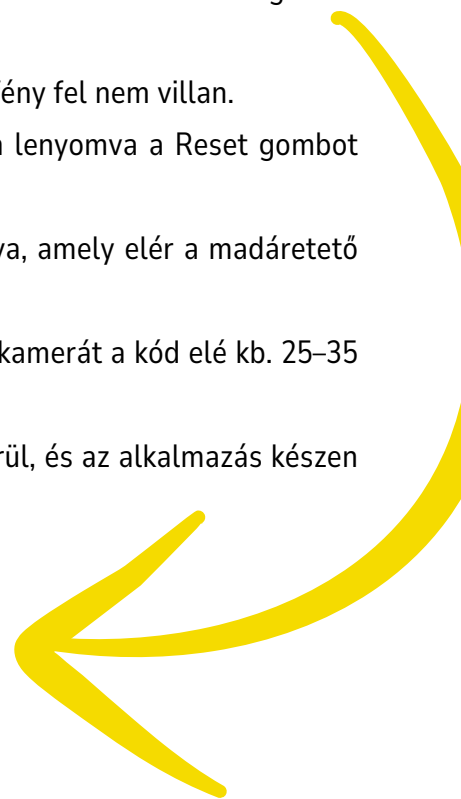 ény fel nem villan.
lenyomva a Reset gombot
va, amely elér a madáretető
kamerát a kód elé kb. 25–35
rül, és az alkalmazás készen